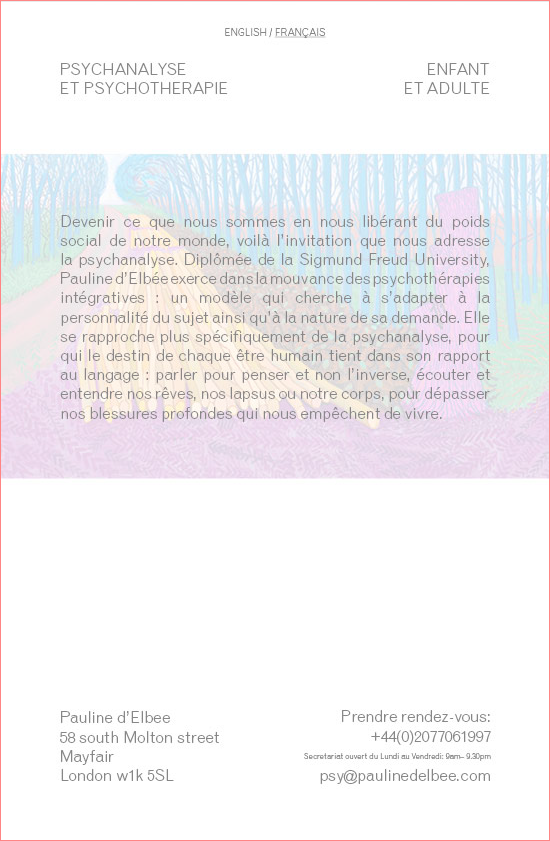 ENGLISH / FRANÇAIS
PSYCHANALYSE
ET PSYCHOTHERAPIE
ENFANT
ET ADULTE
Devenir ce que nous sommes en nous libérant du poids
social de notre monde, voilà l'invitation que nous adresse
la psychanalyse. Diplômée de la Sigmund Freud University,
Pauline d'Elbée exerce dans la mouvance des psychothérapies
intégratives : un modèle qui cherche à s'adapter à la
personnalité du sujet ainsi qu'à la nature de sa demande. Elle
se rapproche plus spécifiquement de la psychanalyse, pour
qui le destin de chaque être humain tient dans son rapport
au langage : parler pour penser et non l'inverse, écouter et
entendre nos rêves, nos lapsus ou notre corps, pour dépasser
nos blessures profondes qui nous empêchent de vivre.
Pauline d'Elbee
58 south Molton street
Mayfair
London w1k 5SL
Prendre rendez-vous:
+44(0)2077061997
Secretariat ouvert du Lundi au Vendredi: 9am– 9.30pm
psy@paulinedelbee.com